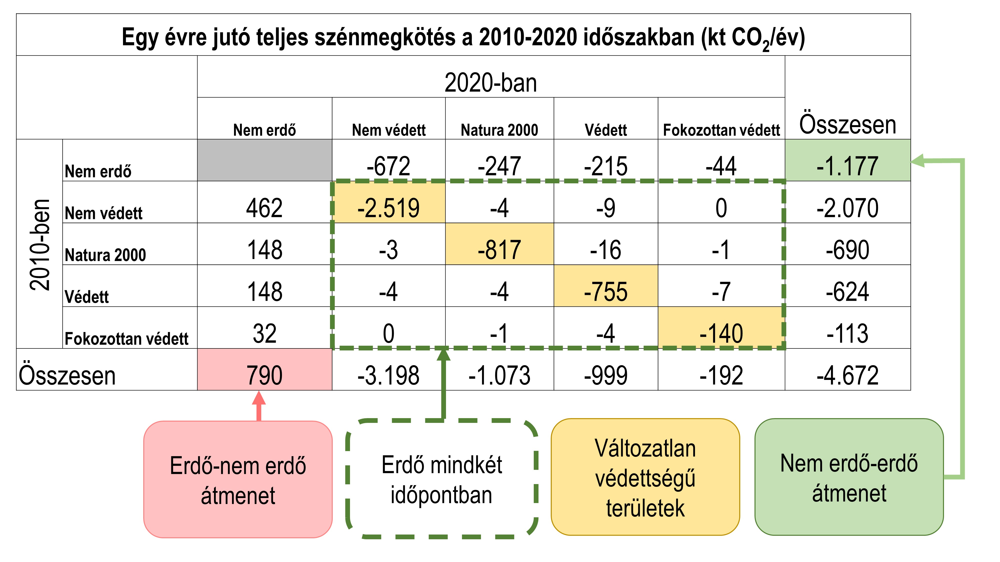 Egy évre jutó teljes szénmegkötés a 2010-2020 időszakban (kt CO₂/év)
2020-ban
Nem erdő Nem védett Natura 2000 Védett Fokozottan védett Összesen
2010-ben
Nem erdő -672 -247 -215 -44 -1.177
Nem védett 462 -2.519 -4 -9 0 -2.070
Natura 2000 148 -3 -817 -16 -1 -690
Védett 148 -4 -4 -755 -7 -624
Fokozottan védett 32 0 -1 -4 -140 -113
Összesen 790 -3.198 -1.073 -999 -192 -4.672
Erdő-nem erdő
átmenet
Erdő mindkét
időpontban
Változatlan
védettségű
területek
Nem erdő-erdő
átmenet